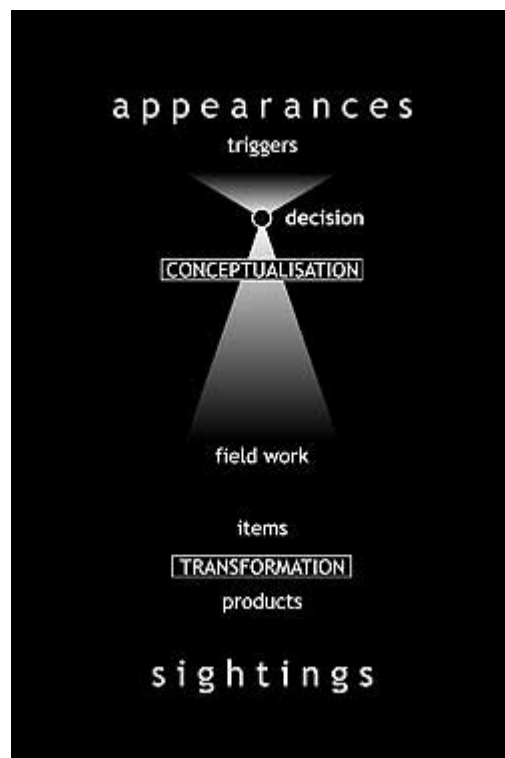 appearances
triggers
decision
CONCEPTUALISATION
field work
items
TRANSFORMATION
products
sightings